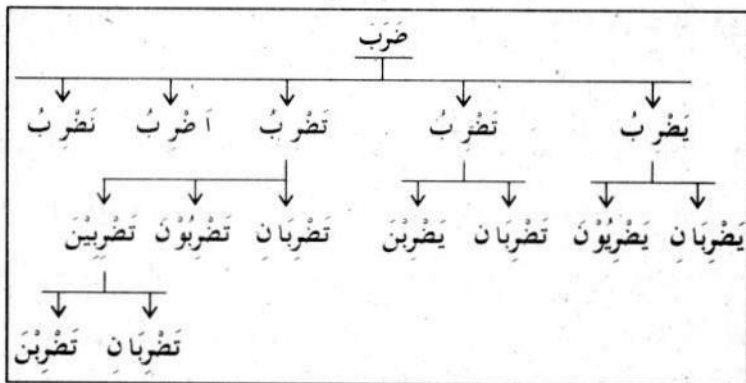 ضَرَبَ
يَضْرِبُ تَضْرِبُ تَضْرِبُ اَضْرِبُ نَضْرِبُ
يَضْرِبَانِ يَضْرِيُوْنَ تَضْرِبَانِ يَضْرِبْنَ تَضْرِبَانِ تَضْرِبُوْنَ تَضْرِبِيْنَ
تَضْرِبَانِ تَضْرِبْنَ